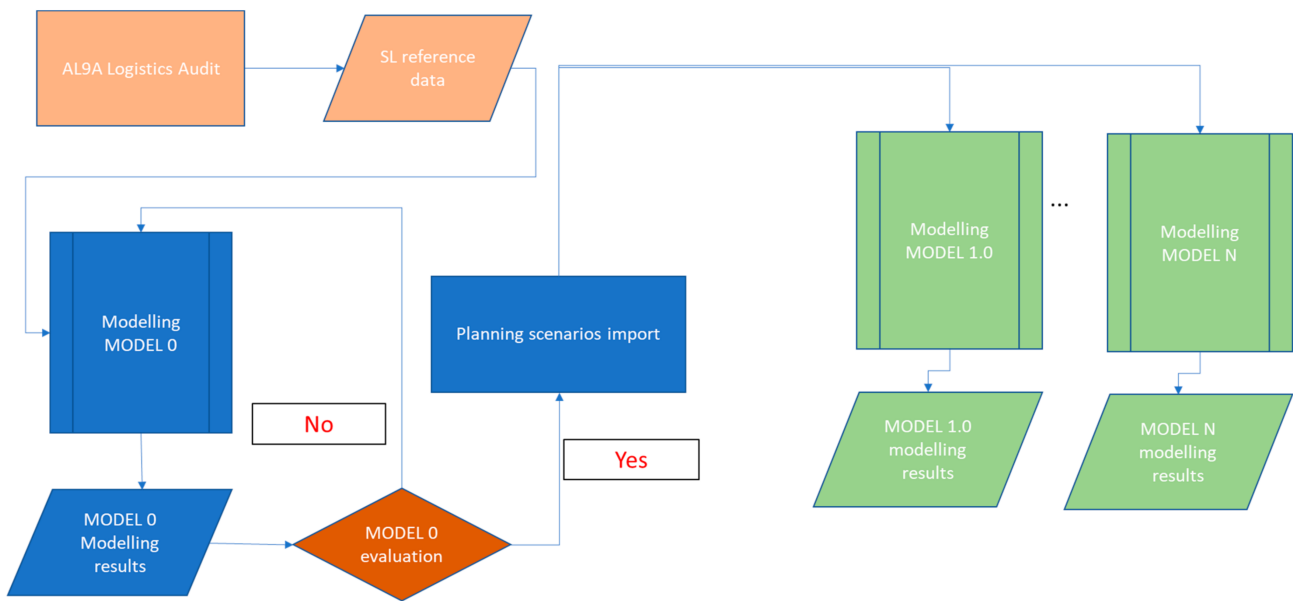 AL9A Logistics Audit
SL reference
data
Modelling
MODEL 0
No
MODEL 0
Modelling
results
MODEL 0
evaluation
Yes
Planning scenarios import
Modelling
MODEL 1.0
...
Modelling
MODEL N
MODEL 1.0
modelling
results
MODEL N
modelling
results